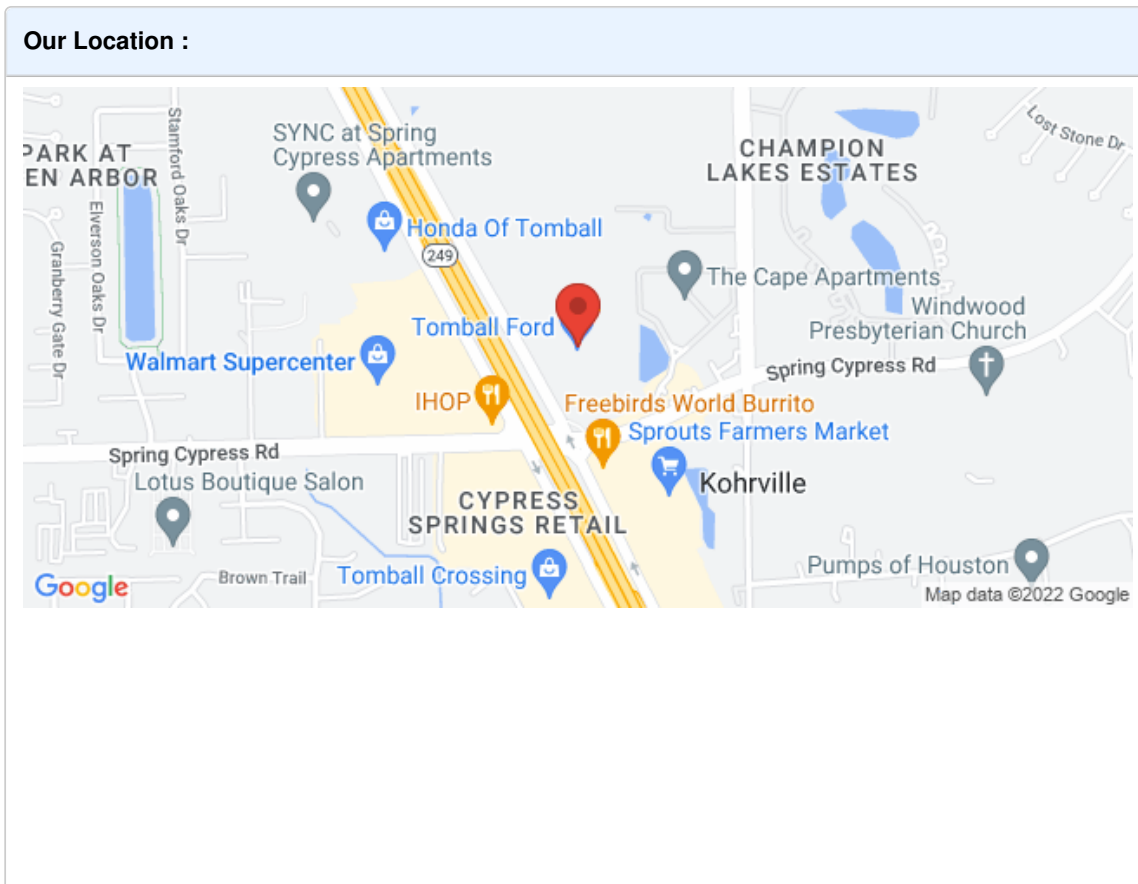 Our Location :
PARK AT
EN ARBOR
Stamford Oaks Dr
Elverson Oaks Dr
Granberry Gate Dr
SYNC at Spring
Cypress Apartments
Honda Of Tomball
249
CHAMPION
LAKES ESTATES
Lost Stone Dr
The Cape Apartments
Windwood
Presbyterian Church
Tomball Ford
Walmart Supercenter
Spring Cypress Rd
IHOP
Freebirds World Burrito
Sprouts Farmers Market
Spring Cypress Rd
Lotus Boutique Salon
Kohrville
CYPRESS
SPRINGS RETAIL
Brown Trail
Tomball Crossing
Pumps of Houston
Google
Map data ©2022 Google